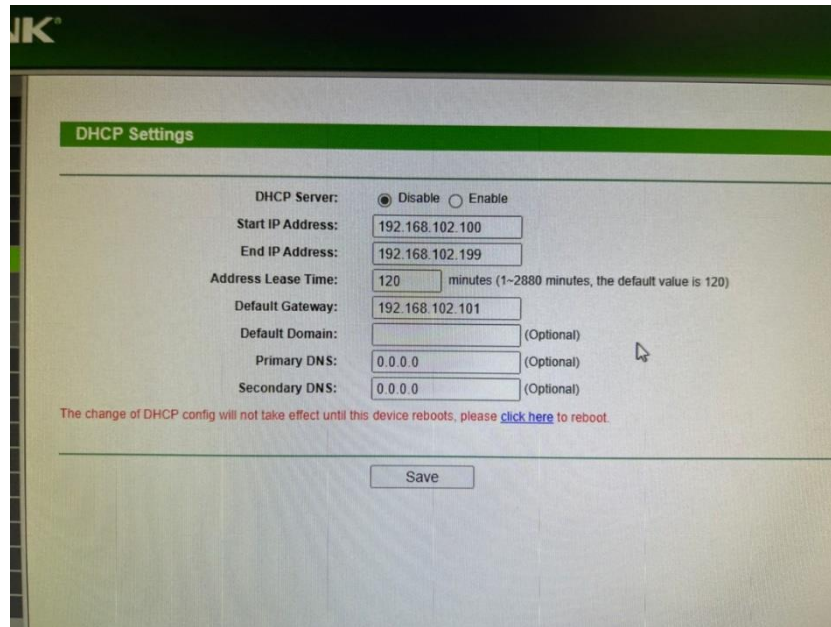 NK®
DHCP Settings
DHCP Server: Disable Enable
Start IP Address: 192.168.102.100
End IP Address: 192.168.102.199
Address Lease Time: 120 minutes (1~2880 minutes, the default value is 120)
Default Gateway: 192.168.102.101
Default Domain: (Optional)
Primary DNS: 0.0.0.0 (Optional)
Secondary DNS: 0.0.0.0 (Optional)
The change of DHCP config will not take effect until this device reboots, please click here to reboot.
Save